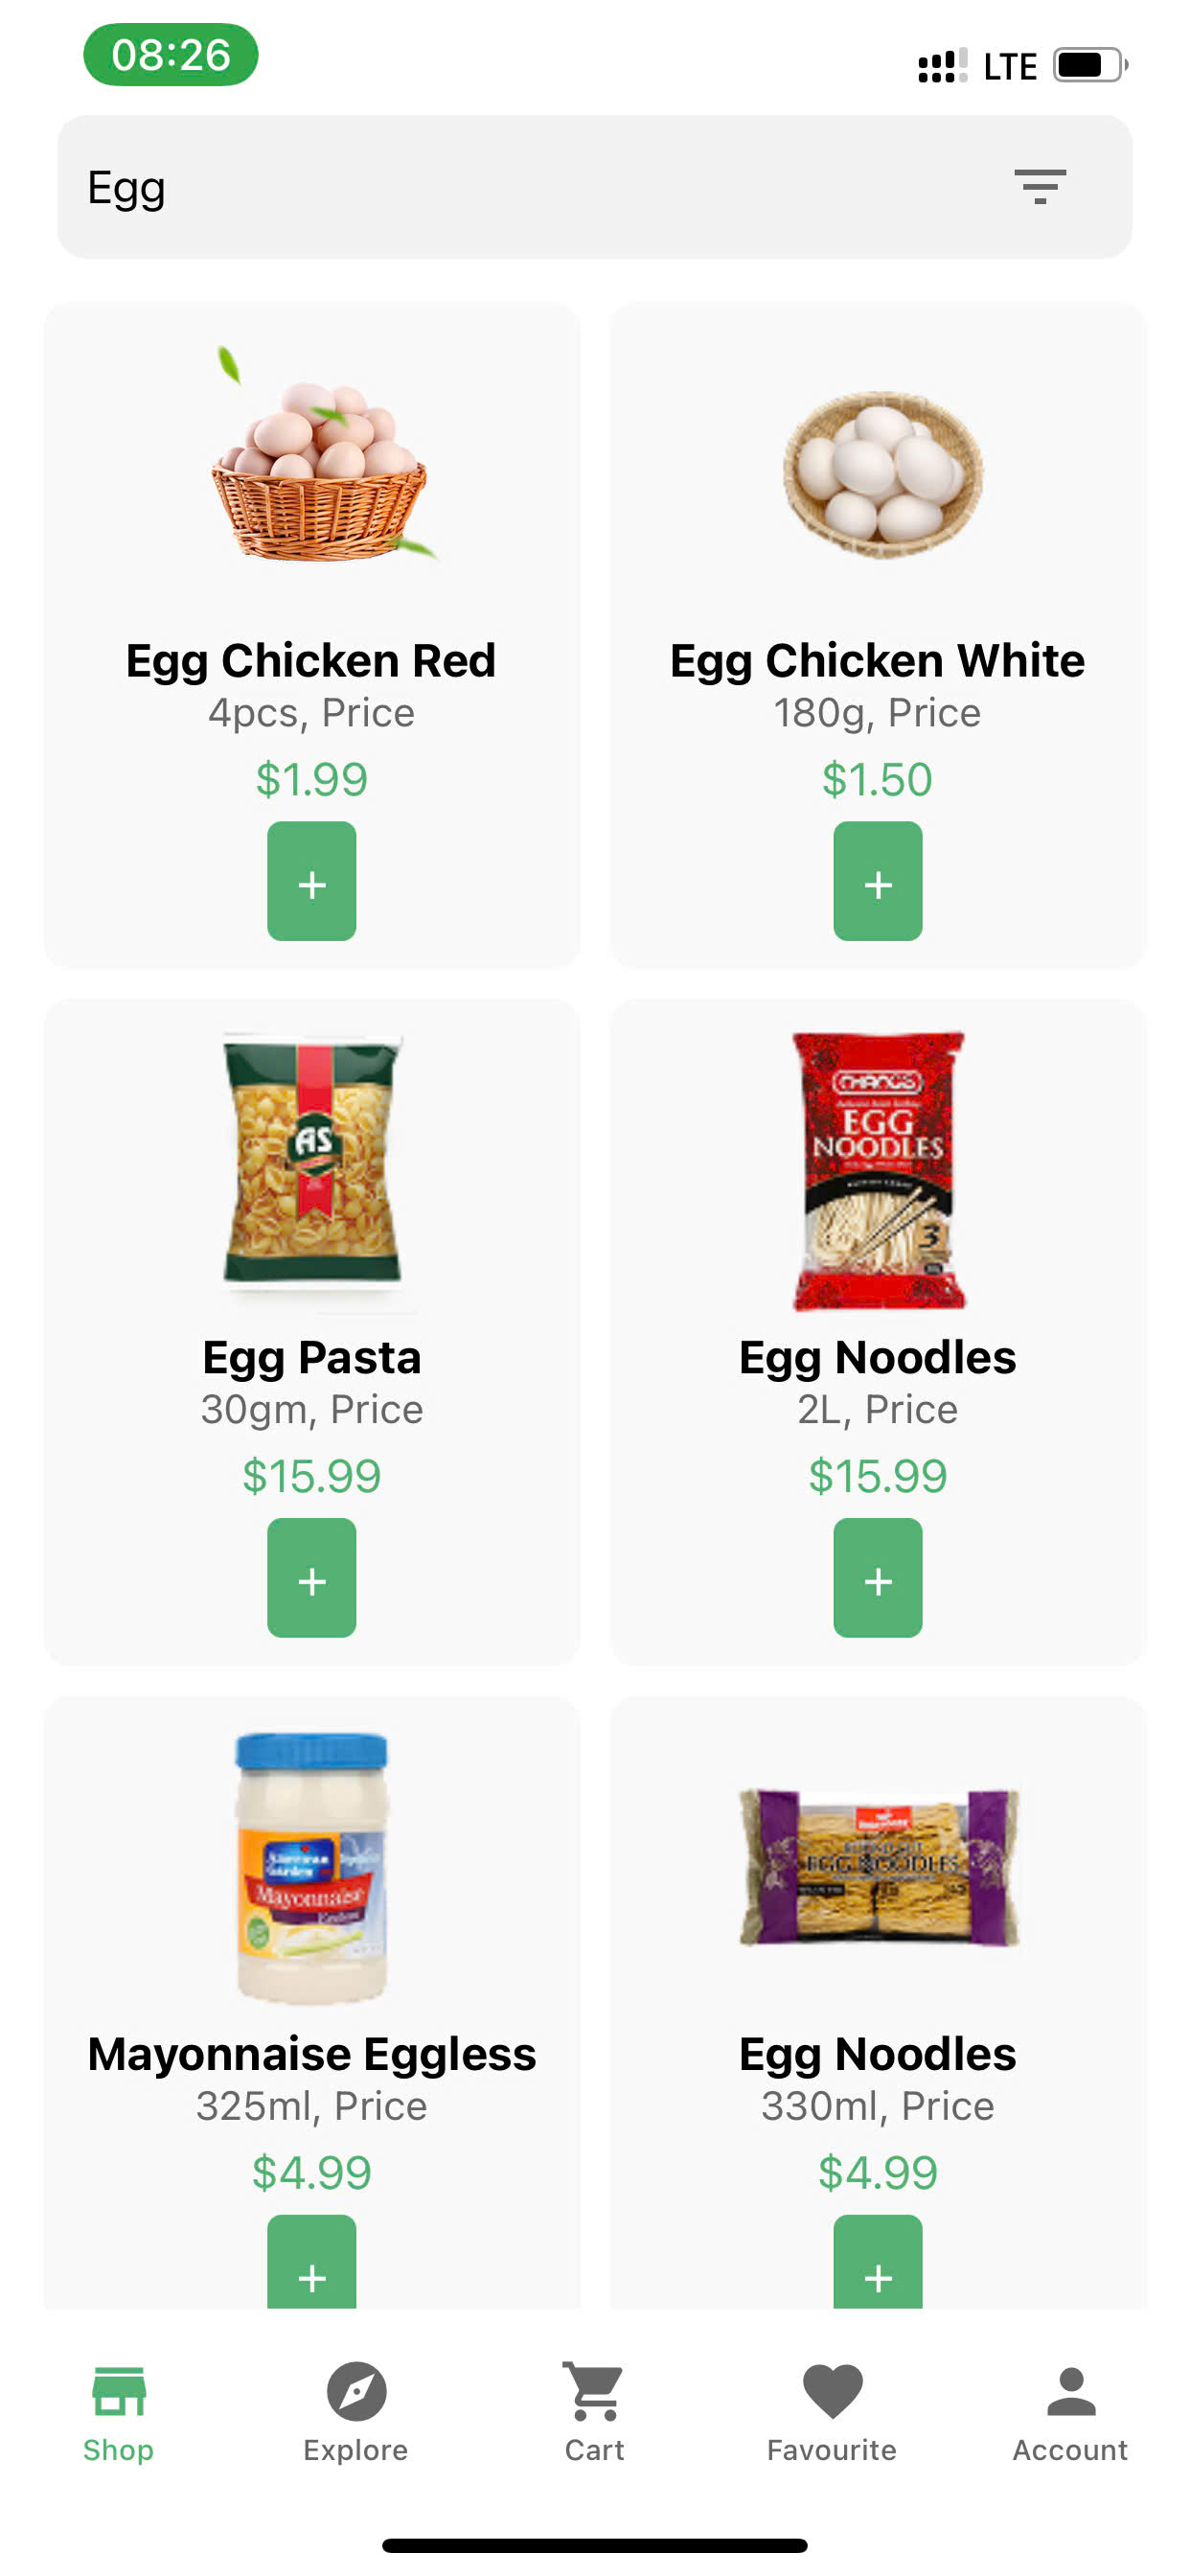 08:26
LTE
Egg
Egg Chicken Red
4pcs, Price
$1.99
+
Egg Chicken White
180g, Price
$1.50
+
AS
CHANG'S
EGG
NOODLES
3
Egg Pasta
30gm, Price
$15.99
+
Egg Noodles
2L, Price
$15.99
+
American
Garden
Mayonnaise
Eggless
EGG NOODLES
Mayonnaise Eggless
325ml, Price
$4.99
+
Egg Noodles
330ml, Price
$4.99
+
Shop
Explore
Cart
Favourite
Account